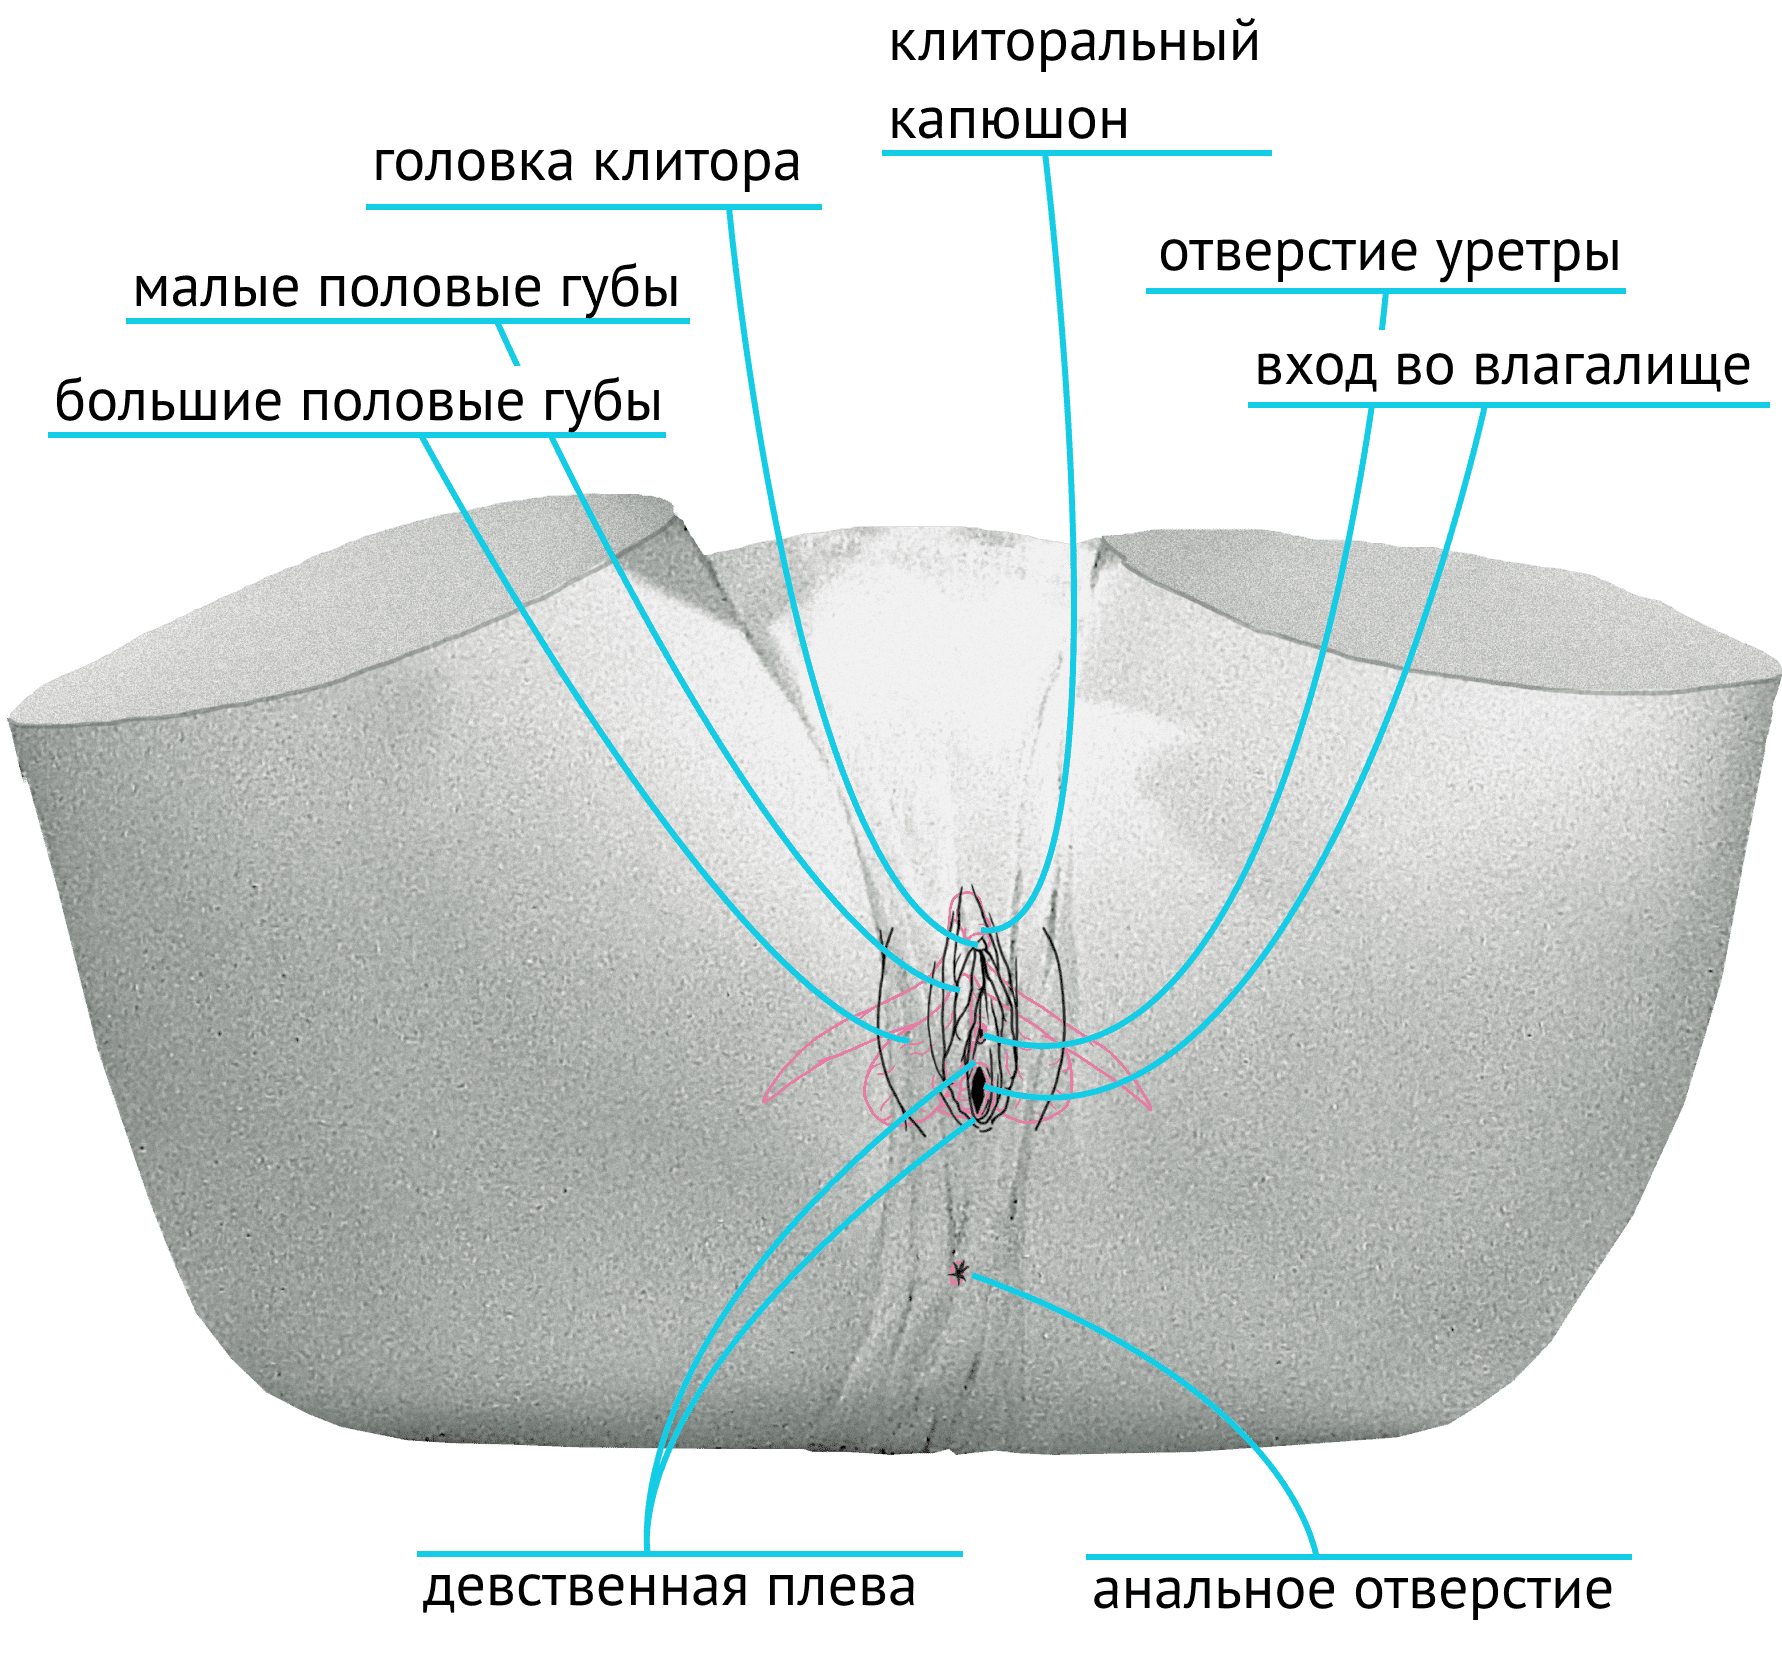 клиторальный
капюшон
головка клитора
отверстие уретры
малые половые губы
вход во влагалище
большие половые губы
девственная плева
анальное отверстие